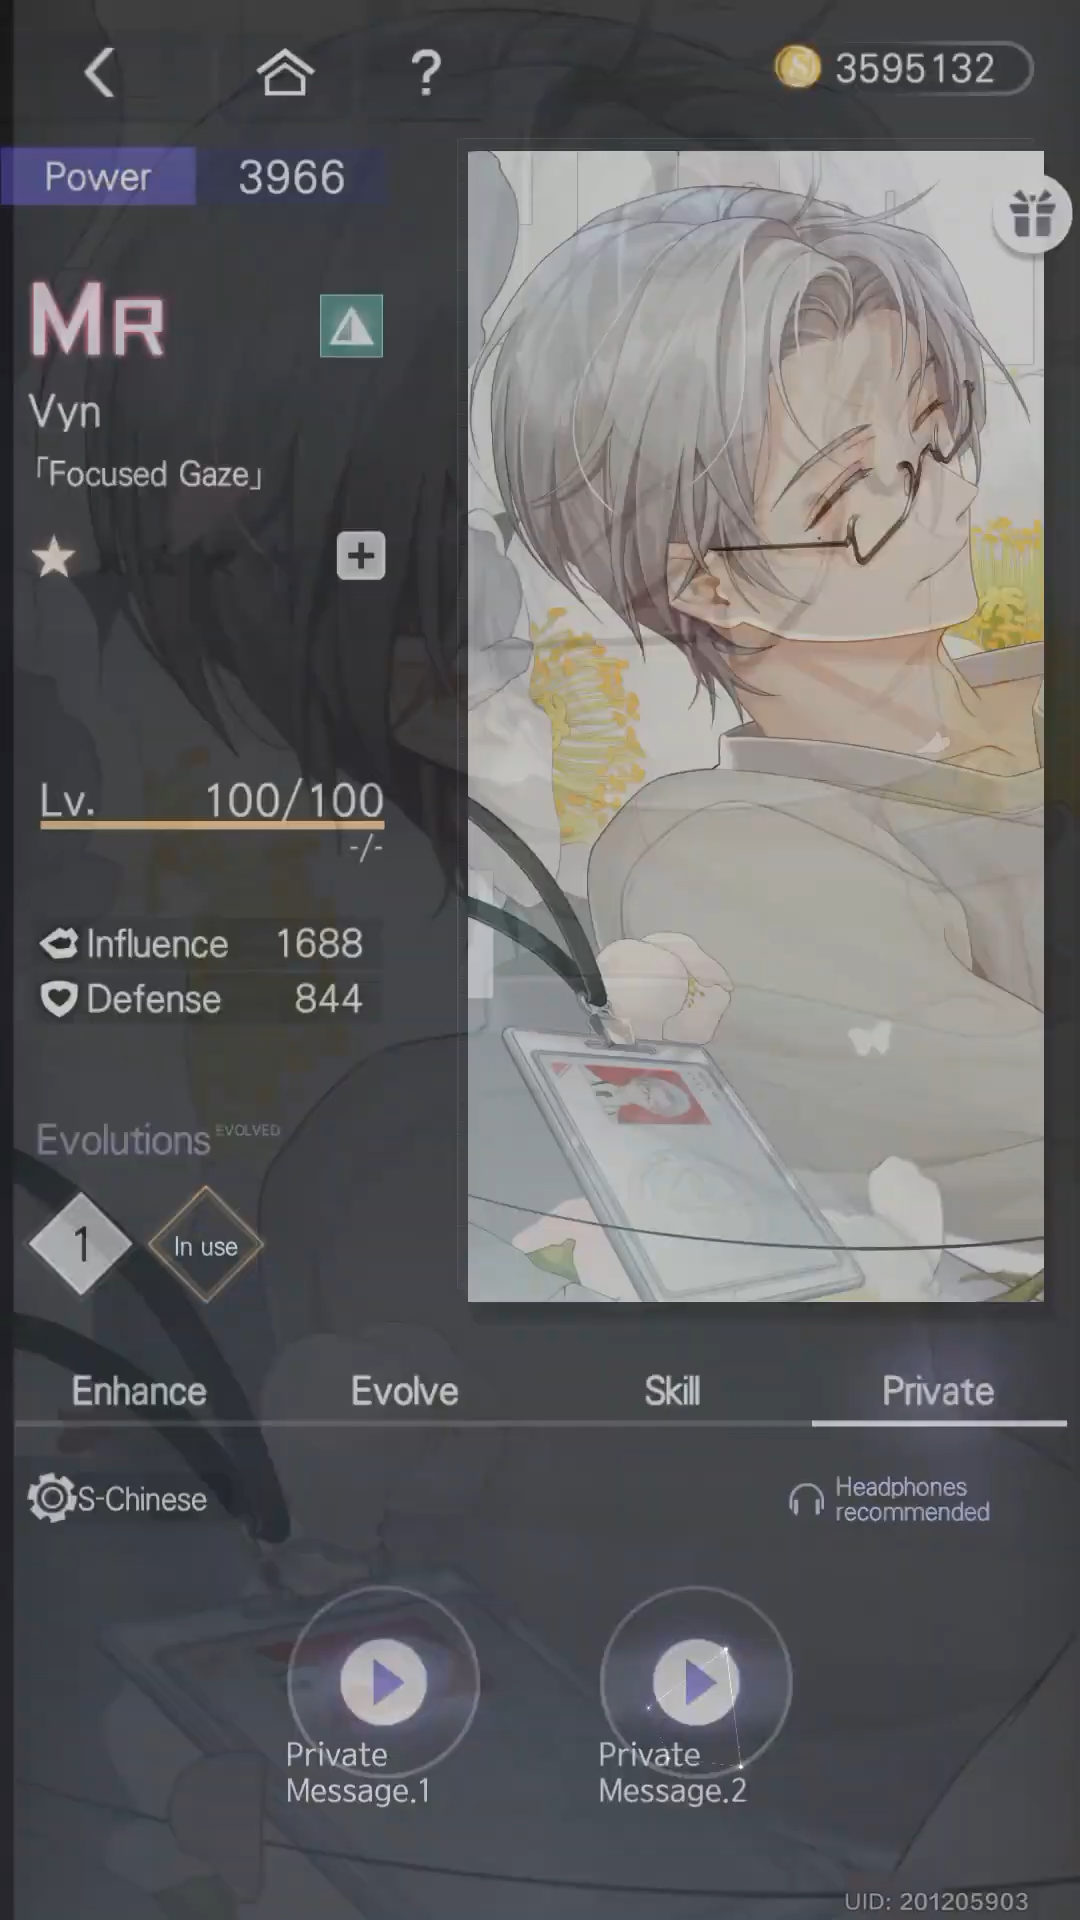 ?
3595132
Power 3966
MR
Vyn
「Focused Gaze」
Lv. 100/100
-/-
Influence 1688
Defense 844
Evolutions EVOLVED
1
In use
Enhance Evolve Skill Private
S-Chinese
Headphones
recommended
Private
Message.1
Private
Message.2
UID: 201205903